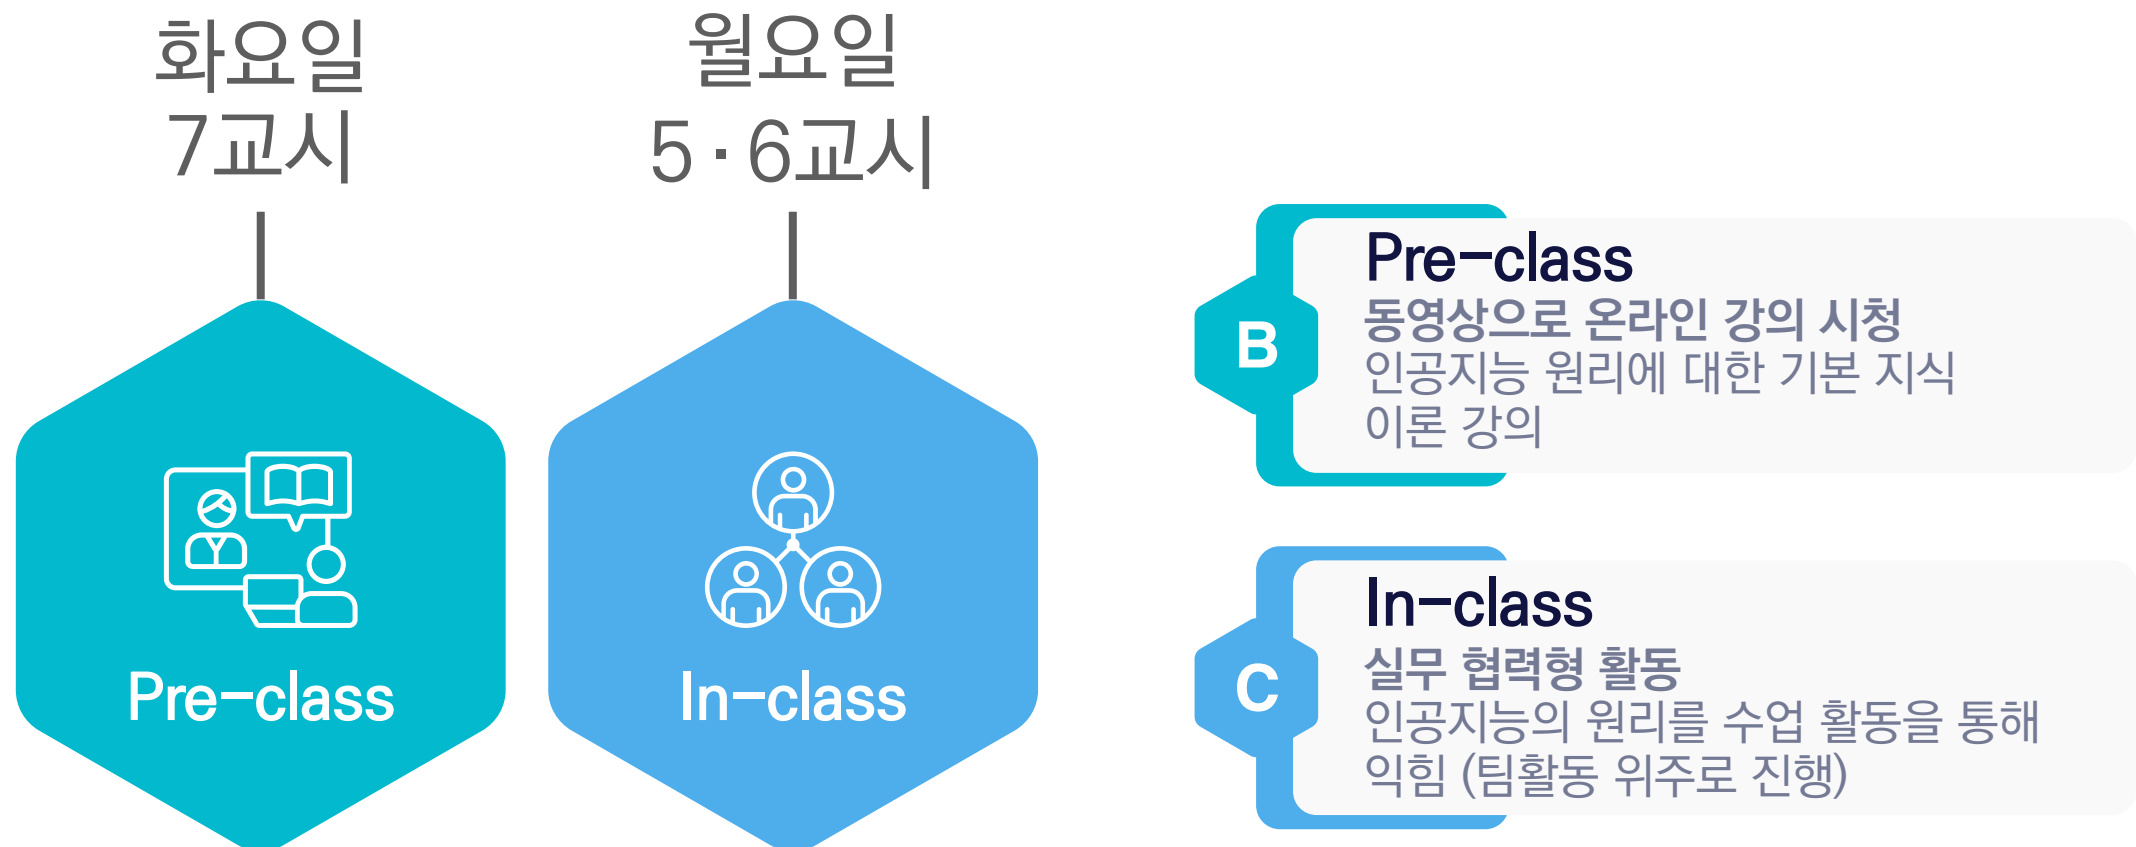 화요일
7교시
월요일
5·6교시
Pre-class
In-class
B
Pre-class
동영상으로 온라인 강의 시청
인공지능 원리에 대한 기본 지식
이론 강의
C
In-class
실무 협력형 활동
인공지능의 원리를 수업 활동을 통해
익힘 (팀활동 위주로 진행)